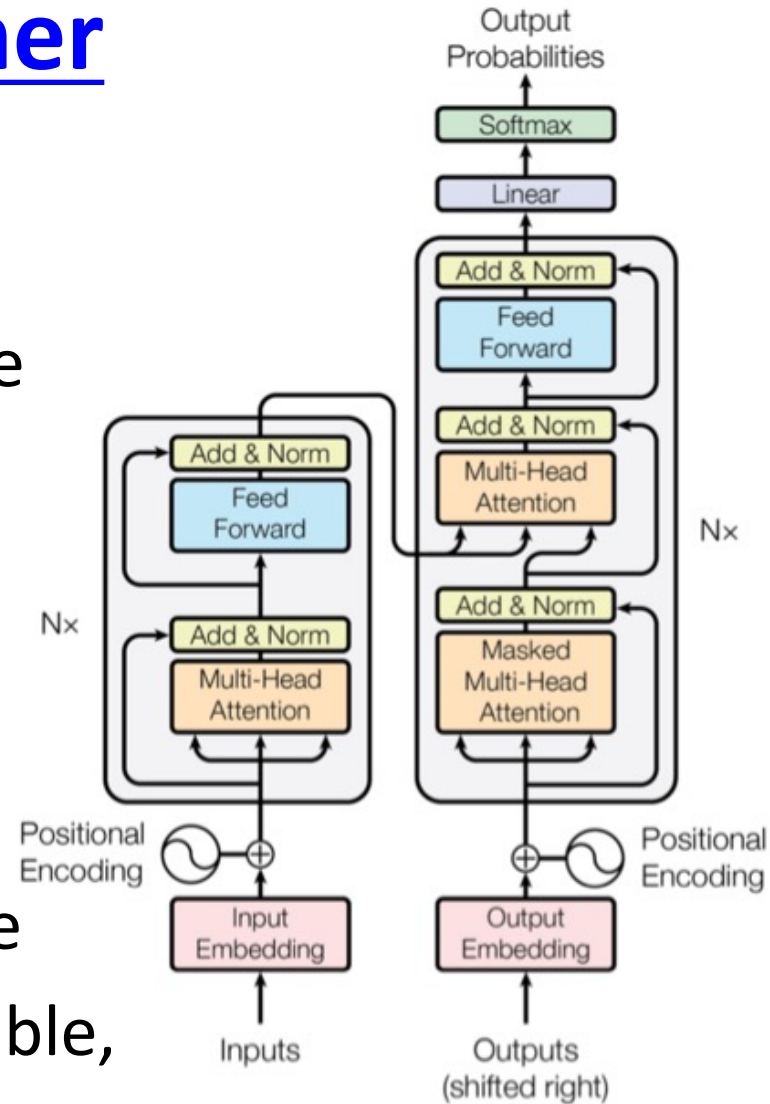 ner
e
e
ble,
Output
Probabilities
Softmax
Linear
Add & Norm
Feed
Forward
Add & Norm
Multi-Head
Attention
Nx
Add & Norm
Masked
Multi-Head
Attention
Positional
Encoding
Output
Embedding
Outputs
(shifted right)
Add & Norm
Feed
Forward
Nx
Add & Norm
Multi-Head
Attention
Positional
Encoding
Input
Embedding
Inputs